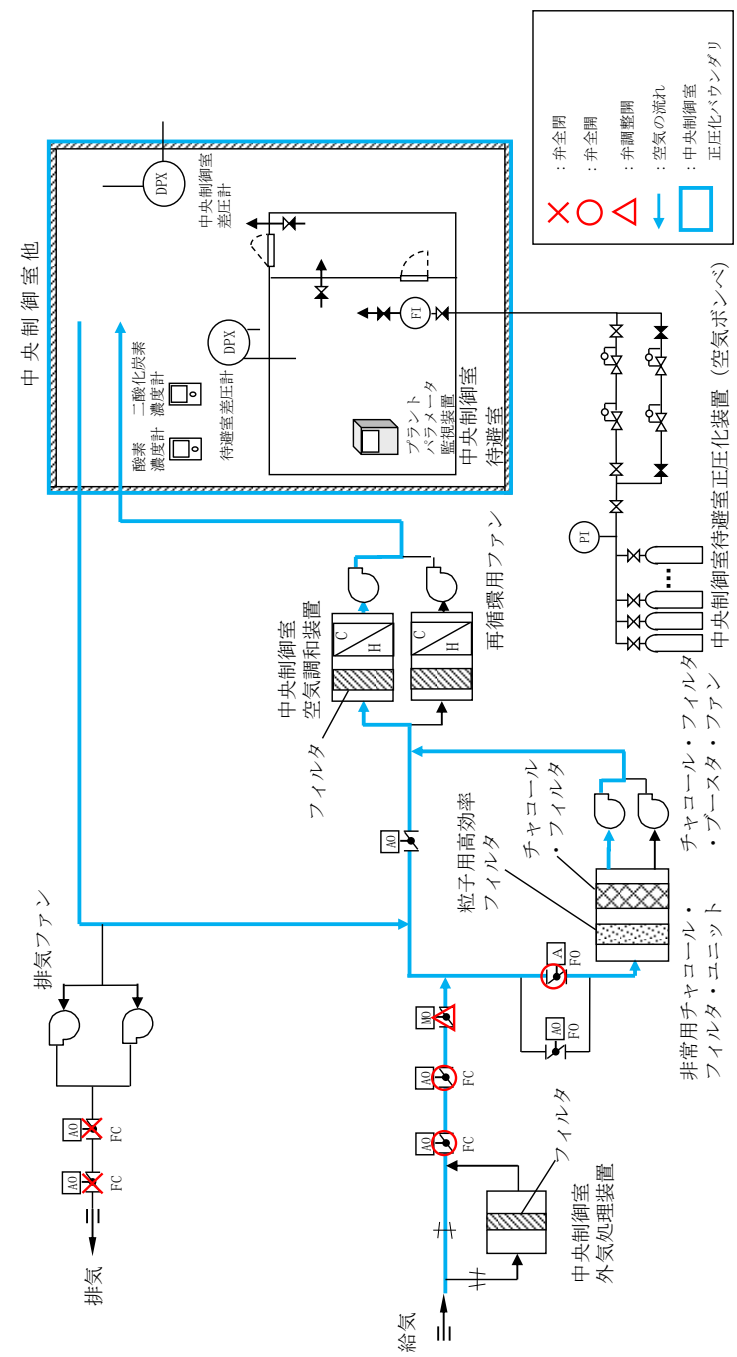 中央制御室他
DPX
中央制御室
差圧計
二酸化炭素
濃度計
酸素
濃度計
DPX
待避室差圧計
FI
プラント
パラメータ
監視装置
中央制御室
待避室
：弁全閉
：弁全開
：弁調整開
：空気の流れ
：中央制御室
正圧化バウンダリ
PI
中央制御室待避室正圧化装置（空気ボンベ）
中央制御室
空気調和装置
フィルタ
C
H
C
H
再循環用ファン
AO
排気ファン
AO
FC
AO
FC
排気
粒子用高効率
フィルタ
チャコール
・フィルタ
チャコール・フィルタ
・ブースタ・ファン
非常用チャコール・
フィルタ・ユニット
A
FO
AO
FO
MO
AO
FC
AO
FC
フィルタ
中央制御室
外気処理装置
給気